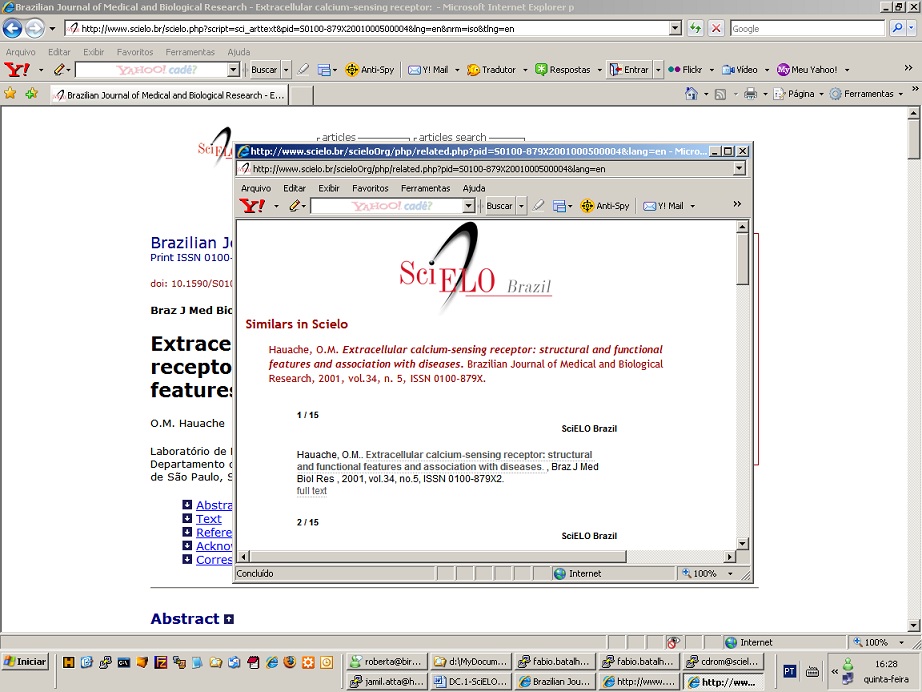 Brazilian Journal of Medical and Biological Research - Extracellular calcium-sensing receptor: - Microsoft Internet Explorer p
http://www.scielo.br/scielo.php?script=sci_arttext&pid=S0100-879X2001000500004&lng=en&nrm=iso&tlng=en
Google
Arquivo Editar Exibir Favoritos Ferramentas Ajuda
Y! YAHOO! cadê? Buscar Anti-Spy Y! Mail Tradutor Respostas Entrar Flickr Vídeo Meu Yahoo!
Brazilian Journal of Medical and Biological Research - E...
Página Ferramentas
articles articles search
SciELO
http://www.scielo.br/scieloOrg/php/related.php?pid=S0100-879X2001000500004&lang=en - Micro...
http://www.scielo.br/scieloOrg/php/related.php?pid=S0100-879X2001000500004&lang=en
Arquivo Editar Exibir Favoritos Ferramentas Ajuda
Y! YAHOO! cadê? Buscar Anti-Spy Y! Mail
SciELO Brazil
Similars in Scielo
Hauache, O.M. Extracellular calcium-sensing receptor: structural and functional
features and association with diseases. Brazilian Journal of Medical and Biological
Research, 2001, vol.34, n. 5, ISSN 0100-879X.
1 / 15
SciELO Brazil
Hauache, O.M.. Extracellular calcium-sensing receptor: structural
and functional features and association with diseases. , Braz J Med
Biol Res , 2001, vol.34, no.5, ISSN 0100-879X2.
full text
2 / 15
SciELO Brazil
Concluído Internet 100%
Brazilian Jo
Print ISSN 0100-
doi: 10.1590/S010
Braz J Med Bio
Extrace
recepto
features
O.M. Hauache
Laboratório de
Departamento d
de São Paulo, S
Abstra
Text
Refere
Acknow
Corres
Abstract
Internet 100%
Iniciar
roberta@bir... d:\MyDocum... fabio.batalh... fabio.batalh... cdrom@sciel...
jamil.atta@h... DC.1-SciELO... Brazilian Jou... http://www.... http://ww...
PT
16:28
quinta-feira